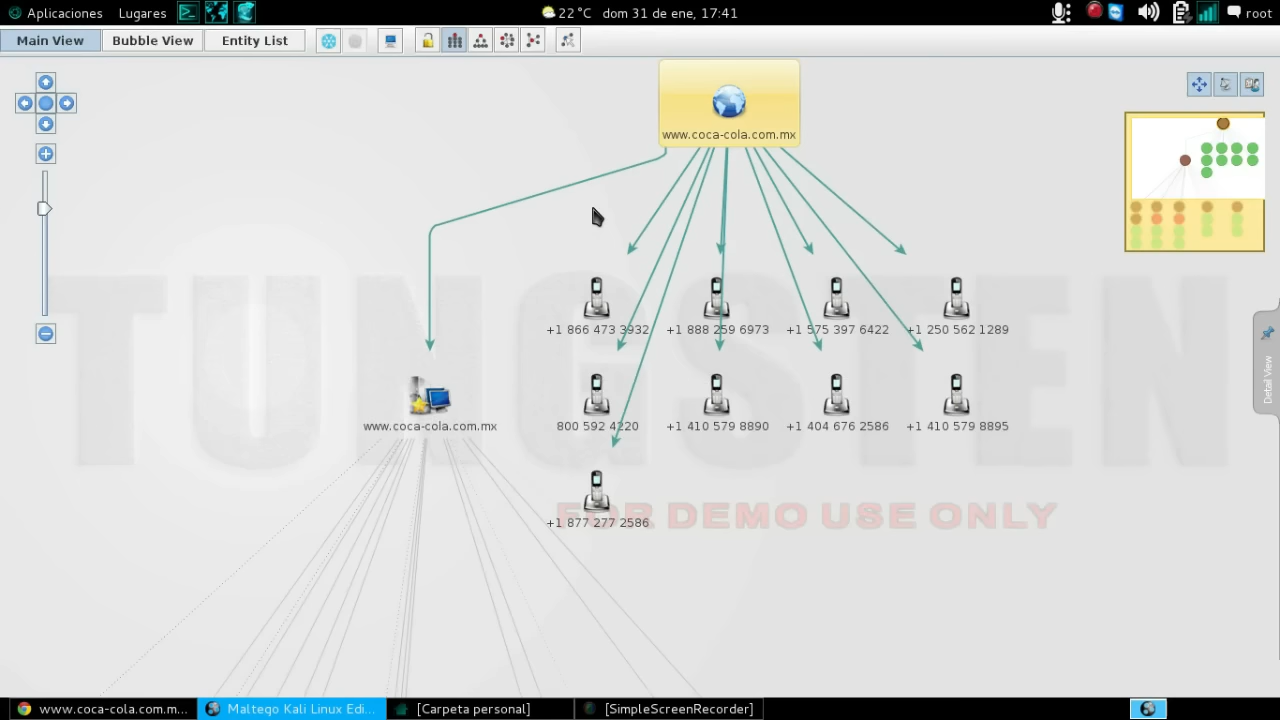 Aplicaciones Lugares 22 °C dom 31 de ene, 17:41 root
Main View Bubble View Entity List
www.coca-cola.com.mx
TUNGSTEN
+1 866 473 3932 +1 888 259 6973 +1 575 397 6422 +1 250 562 1289
Detail View
www.coca-cola.com.mx 800 592 4220 +1 410 579 8890 +1 404 676 2586 +1 410 579 8895
FOR DEMO USE ONLY
+1 877 277 2586
www.coca-cola.com.m... Maltego Kali Linux Edi... [Carpeta personal] [SimpleScreenRecorder]